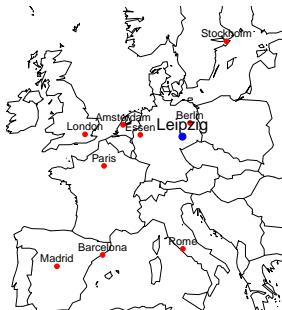 Stockholm
Amsterdam
Berlin
Leipzig
London
Essen
Paris
Rome
Barcelona
Madrid